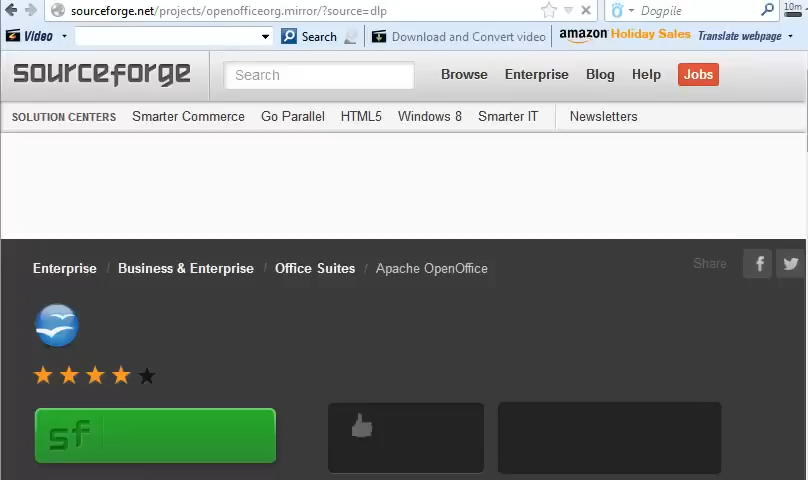 sourceforge.net/projects/openofficeorg.mirror/?source=dlp
Dogpile
10m
Video
Search
Download and Convert video
amazon Holiday Sales
Translate webpage
sourceforge
Search
Browse
Enterprise
Blog
Help
Jobs
SOLUTION CENTERS
Smarter Commerce
Go Parallel
HTML5
Windows 8
Smarter IT
Newsletters
Enterprise / Business & Enterprise / Office Suites / Apache OpenOffice
Share
f
sf